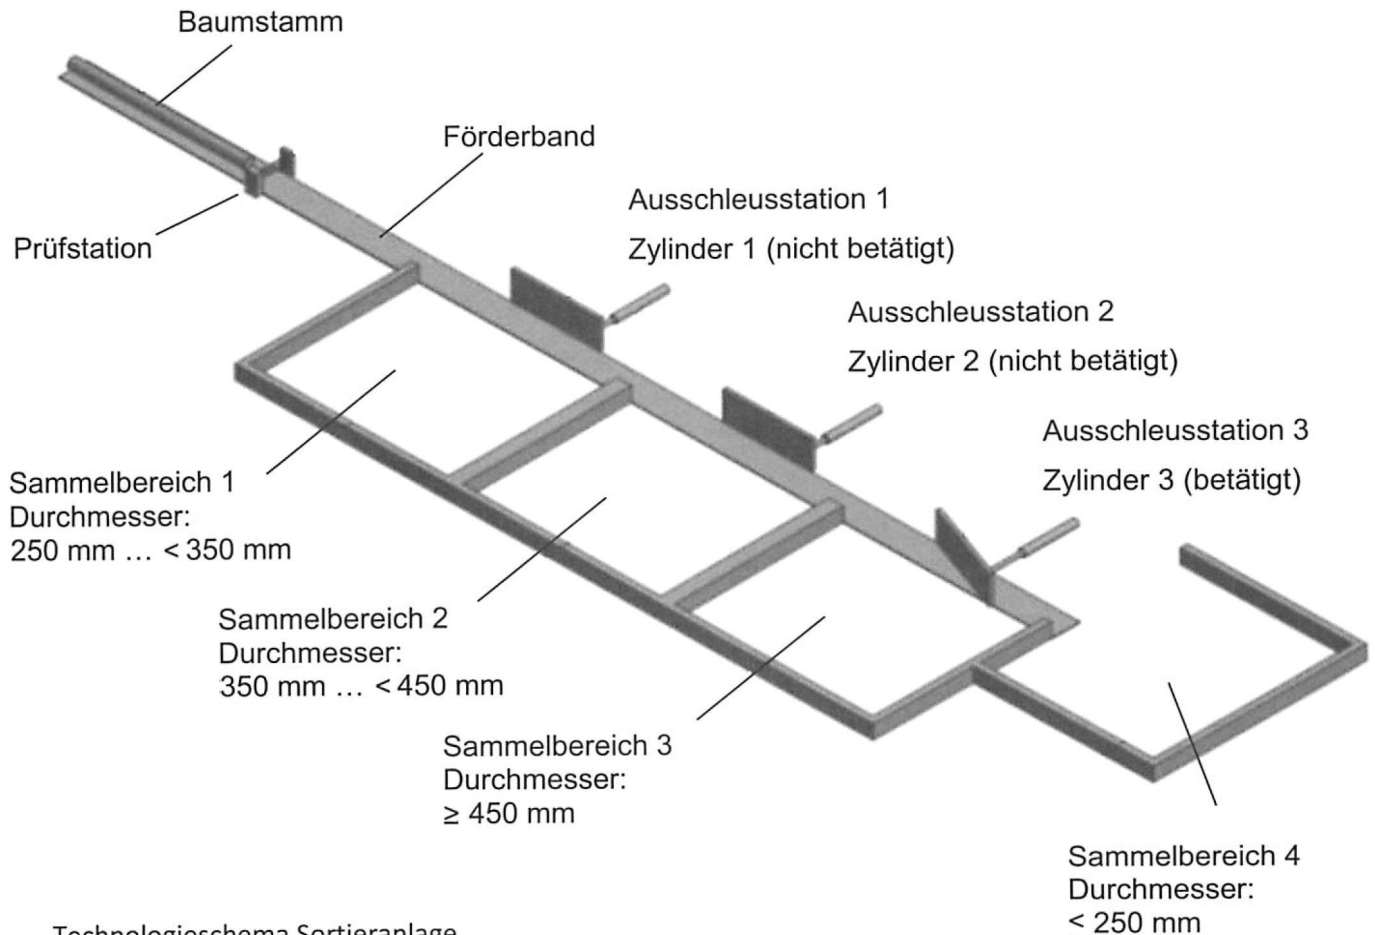 Baumstamm
Förderband
Prüfstation
Ausschleusstation 1
Zylinder 1 (nicht betätigt)
Ausschleusstation 2
Zylinder 2 (nicht betätigt)
Ausschleusstation 3
Zylinder 3 (betätigt)
Sammelbereich 1
Durchmesser:
250 mm … < 350 mm
Sammelbereich 2
Durchmesser:
350 mm … < 450 mm
Sammelbereich 3
Durchmesser:
≥ 450 mm
Sammelbereich 4
Durchmesser:
< 250 mm
Technologieschema Sortieranlage